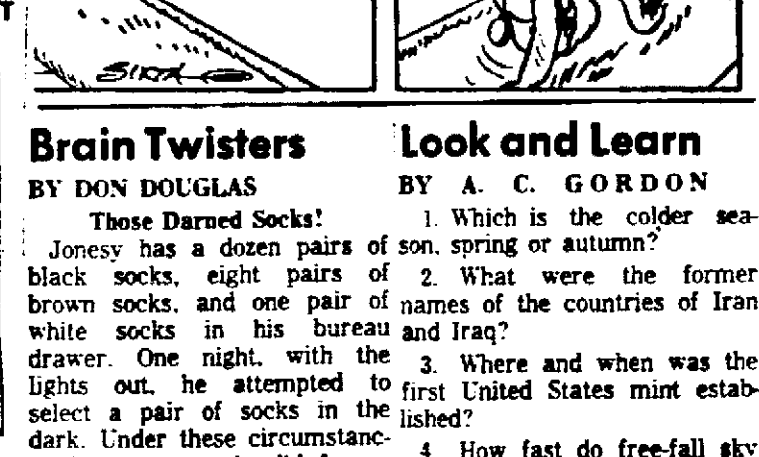 T
Brain Twisters
BY DON DOUGLAS
Those Darned Socks!
Jonesy has a dozen pairs of
black socks, eight pairs of
brown socks, and one pair of
white socks in his bureau
drawer. One night, with the
lights out, he attempted to
select a pair of socks in the
dark. Under these circumstanc-
Look and Learn
BY A. C. GORDON
1. Which is the colder sea-
son, spring or autumn?
2. What were the former
names of the countries of Iran
and Iraq?
3. Where and when was the
first United States mint estab-
lished?
4. How fast do free-fall sky